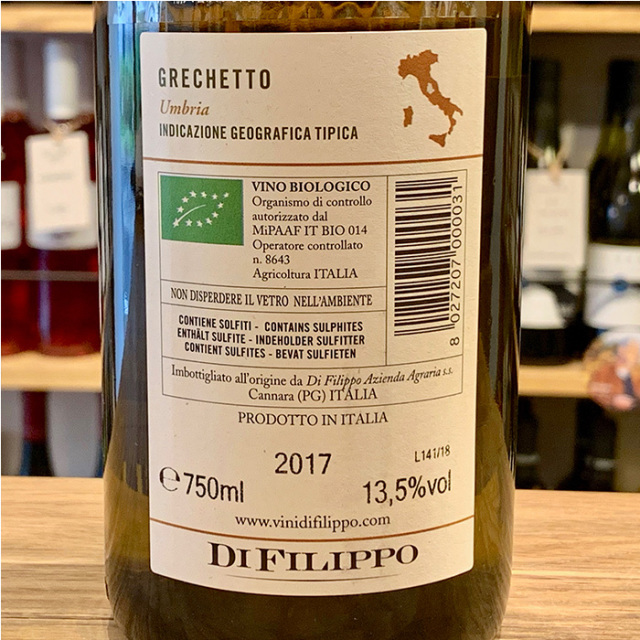 GRECHETTO
Umbria
INDICAZIONE GEOGRAFICA TIPICA
VINO BIOLOGICO
Organismo di controllo
autorizzato dal
MiPAAF IT BIO 014
Operatore controllato
n. 8643
Agricoltura ITALIA
8 027207 000031
NON DISPERDERE IL VETRO NELL'AMBIENTE
CONTIENE SOLFITI - CONTAINS SULPHITES
ENTHÄLT SULFITE - INDEHOLDER SULFITTER
CONTIENT SULFITES - BEVAT SULFIETEN
Imbottigliato all'origine da Di Filippo Azienda Agraria s.s.
Cannara (PG) ITALIA
PRODOTTO IN ITALIA
2017
L141/18
℮750ml
13,5%vol
www.vinidifilippo.com
DI FILIPPO